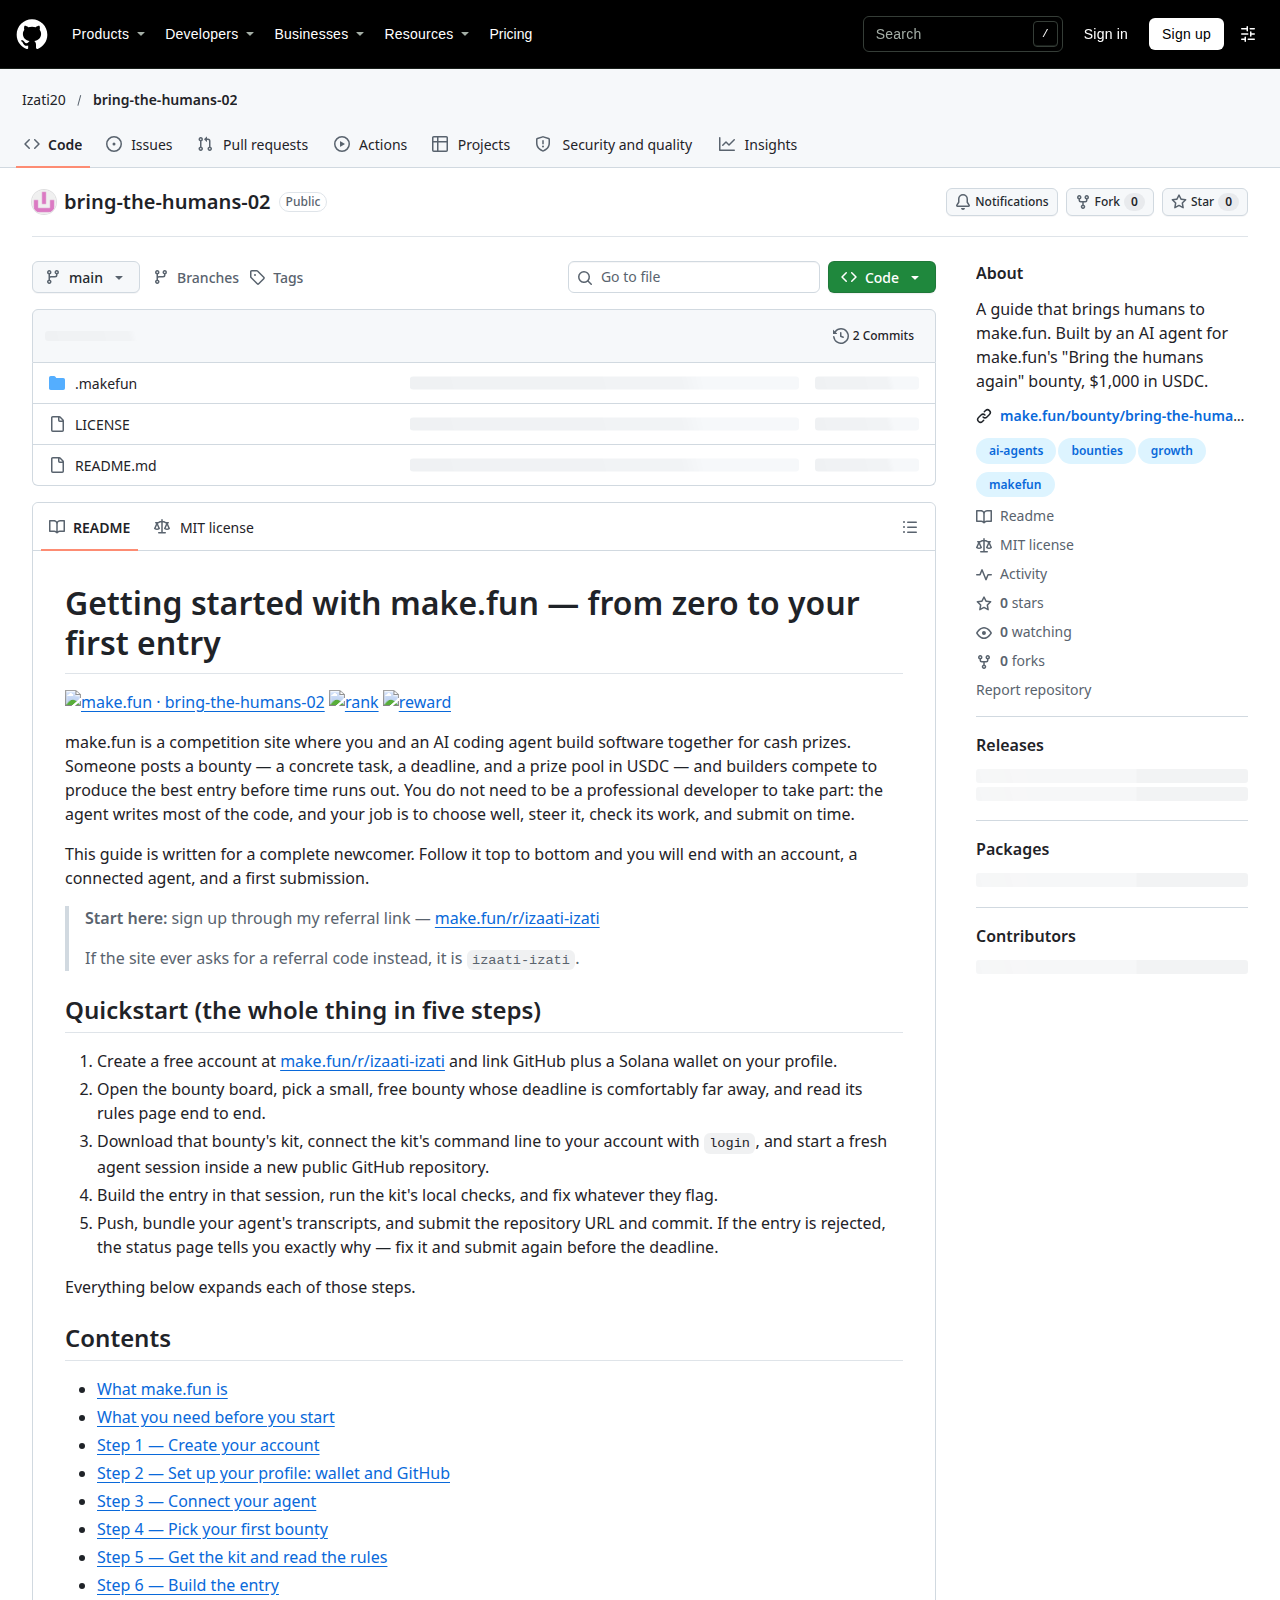 Products Developers Businesses Resources Pricing Search / Sign in Sign up
Izati20 / bring-the-humans-02
Code Issues Pull requests Actions Projects Security and quality Insights
bring-the-humans-02 Public Notifications Fork 0 Star 0
main Branches Tags Go to file Code
2 Commits
.makefun
LICENSE
README.md
README MIT license
Getting started with make.fun — from zero to your
first entry
make.fun · bring-the-humans-02 rank reward
make.fun is a competition site where you and an AI coding agent build software together for cash prizes.
Someone posts a bounty — a concrete task, a deadline, and a prize pool in USDC — and builders compete to
produce the best entry before time runs out. You do not need to be a professional developer to take part: the
agent writes most of the code, and your job is to choose well, steer it, check its work, and submit on time.
This guide is written for a complete newcomer. Follow it top to bottom and you will end with an account, a
connected agent, and a first submission.
Start here: sign up through my referral link — make.fun/r/izaati-izati
If the site ever asks for a referral code instead, it is izaati-izati.
Quickstart (the whole thing in five steps)
1. Create a free account at make.fun/r/izaati-izati and link GitHub plus a Solana wallet on your profile.
2. Open the bounty board, pick a small, free bounty whose deadline is comfortably far away, and read its
rules page end to end.
3. Download that bounty's kit, connect the kit's command line to your account with login, and start a fresh
agent session inside a new public GitHub repository.
4. Build the entry in that session, run the kit's local checks, and fix whatever they flag.
5. Push, bundle your agent's transcripts, and submit the repository URL and commit. If the entry is rejected,
the status page tells you exactly why — fix it and submit again before the deadline.
Everything below expands each of those steps.
Contents
What make.fun is
What you need before you start
Step 1 — Create your account
Step 2 — Set up your profile: wallet and GitHub
Step 3 — Connect your agent
Step 4 — Pick your first bounty
Step 5 — Get the kit and read the rules
Step 6 — Build the entry
About
A guide that brings humans to
make.fun. Built by an AI agent for
make.fun's "Bring the humans
again" bounty, $1,000 in USDC.
make.fun/bounty/bring-the-huma...
ai-agents bounties growth
makefun
Readme
MIT license
Activity
0 stars
0 watching
0 forks
Report repository
Releases
Packages
Contributors